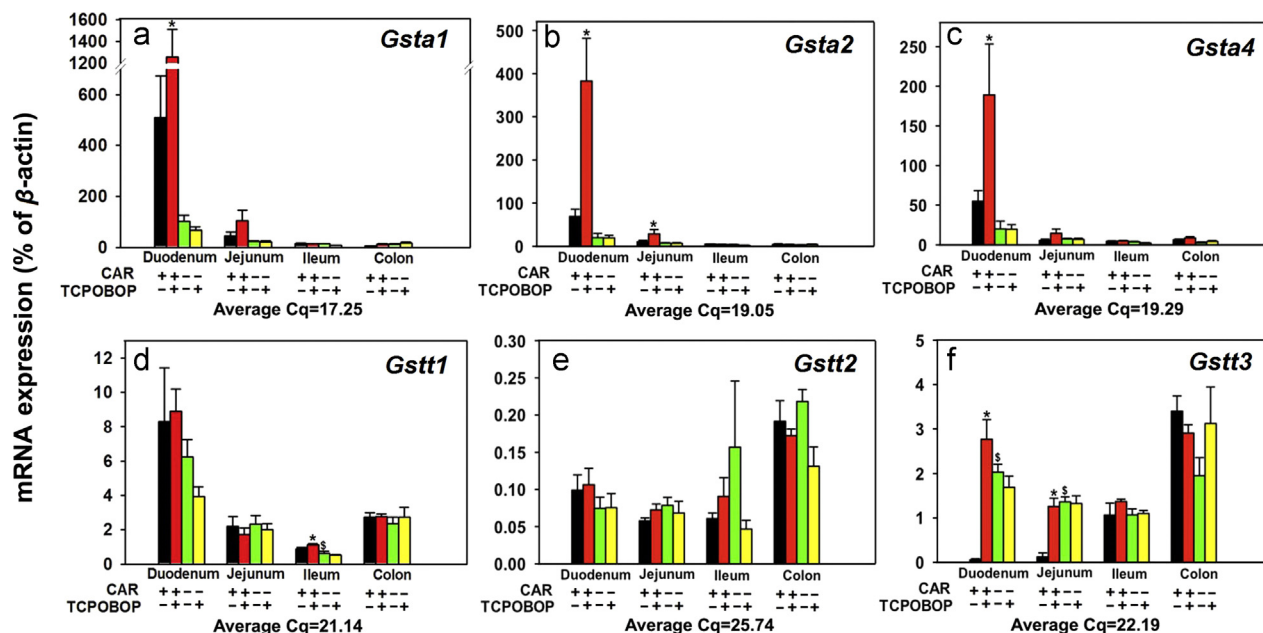 mRNA expression (% of β-actin)
a
Gsta1
1600
1400
1200
600
400
200
0
*
Duodenum Jejunum Ileum Colon
CAR ++−− ++−− ++−− ++−−
TCPOBOP −+−+ −+−+ −+−+ −+−+
Average Cq=17.25
b
Gsta2
500
400
300
200
100
0
* *
Duodenum Jejunum Ileum Colon
++−− ++−− ++−− ++−−
−+−+ −+−+ −+−+ −+−+
Average Cq=19.05
c
Gsta4
250
200
150
100
50
0
*
Duodenum Jejunum Ileum Colon
CAR ++−− ++−− ++−− ++−−
TCPOBOP −+−+ −+−+ −+−+ −+−+
Average Cq=19.29
d
Gstt1
12
10
8
6
4
2
0
* $
Duodenum Jejunum Ileum Colon
CAR ++−− ++−− ++−− ++−−
TCPOBOP −+−+ −+−+ −+−+ −+−+
Average Cq=21.14
e
Gstt2
0.30
0.25
0.20
0.15
0.10
0.05
0.00
Duodenum Jejunum Ileum Colon
++−− ++−− ++−− ++−−
−+−+ −+−+ −+−+ −+−+
Average Cq=25.74
f
Gstt3
5
4
3
2
1
0
* $ * $
Duodenum Jejunum Ileum Colon
CAR ++−− ++−− ++−− ++−−
TCPOBOP −+−+ −+−+ −+−+ −+−+
Average Cq=22.19